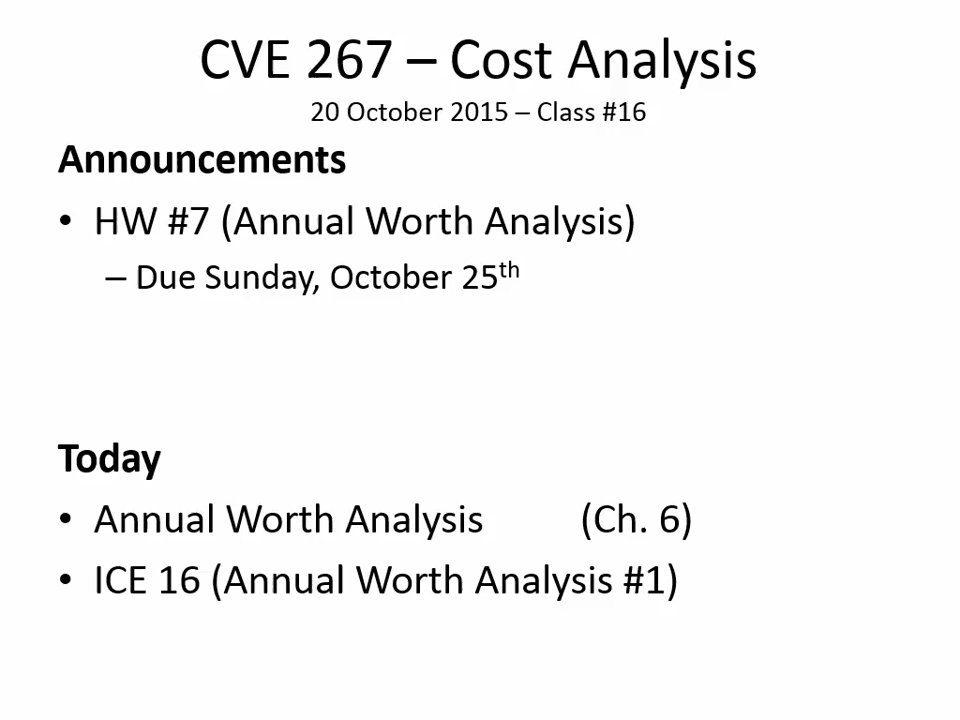 CVE 267 – Cost Analysis
20 October 2015 – Class #16
Announcements
• HW #7 (Annual Worth Analysis)
– Due Sunday, October 25th
Today
• Annual Worth Analysis (Ch. 6)
• ICE 16 (Annual Worth Analysis #1)